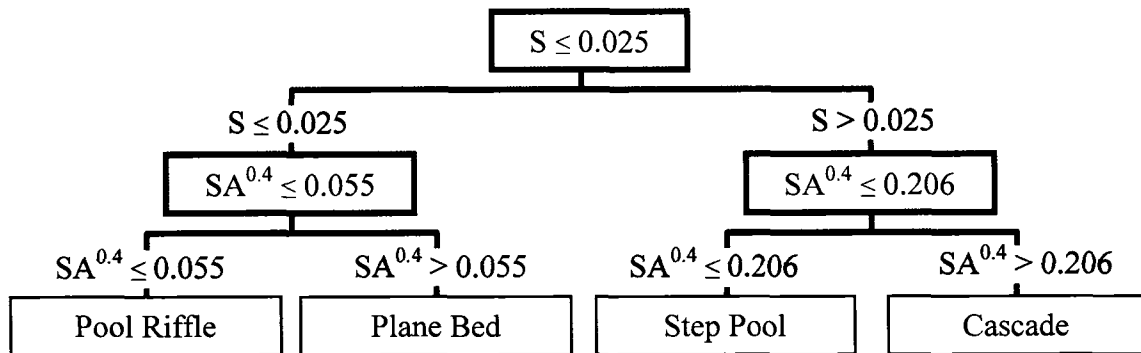 S ≤ 0.025
S ≤ 0.025 S > 0.025
SA^0.4 ≤ 0.055 SA^0.4 ≤ 0.206
SA^0.4 ≤ 0.055 SA^0.4 > 0.055 SA^0.4 ≤ 0.206 SA^0.4 > 0.206
Pool Riffle Plane Bed Step Pool Cascade